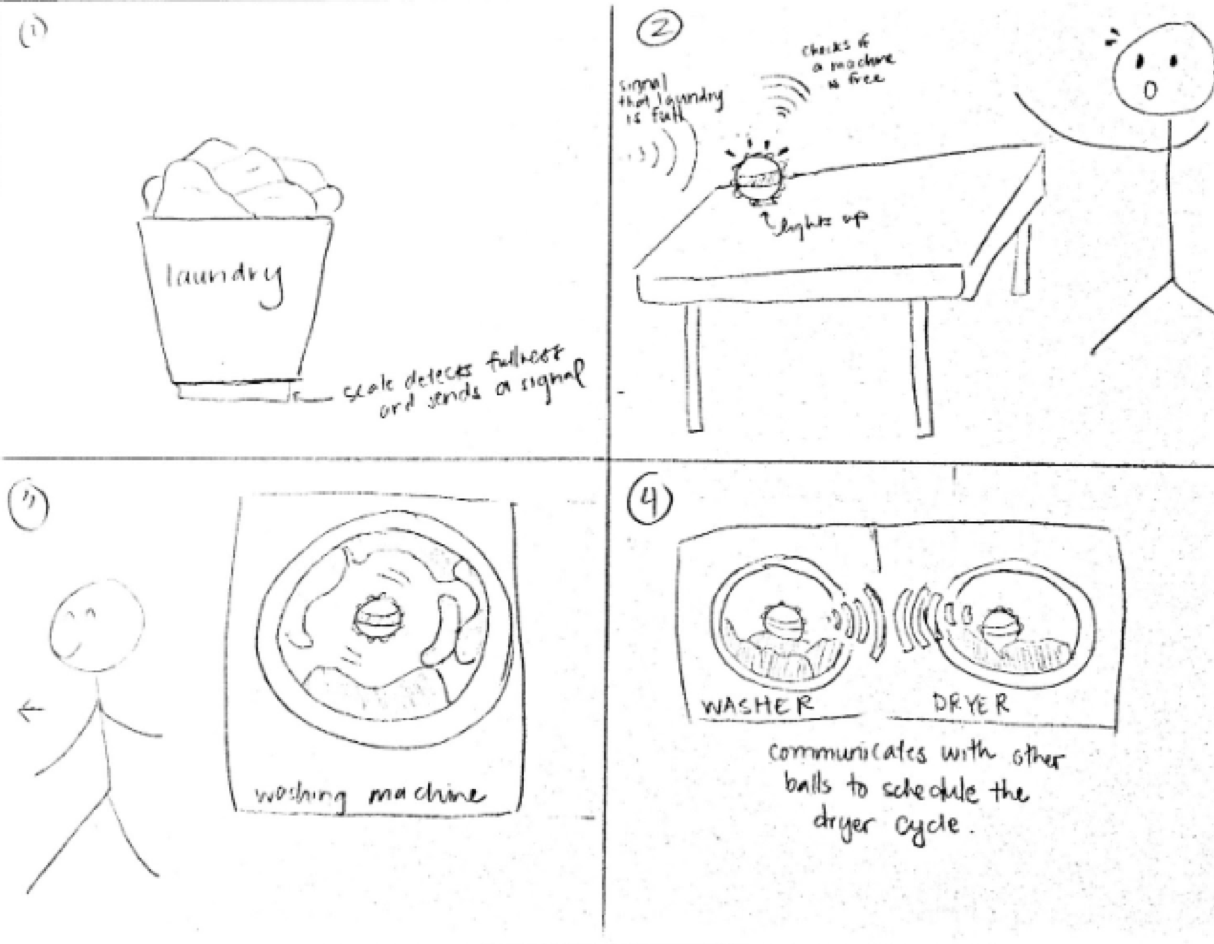 1
laundry
scale detects fullness
and sends a signal
2
signal
that laundry
is full
checks if
a machine
is free
lights up
3
washing machine
4
WASHER
DRYER
communicates with other
balls to schedule the
dryer cycle.